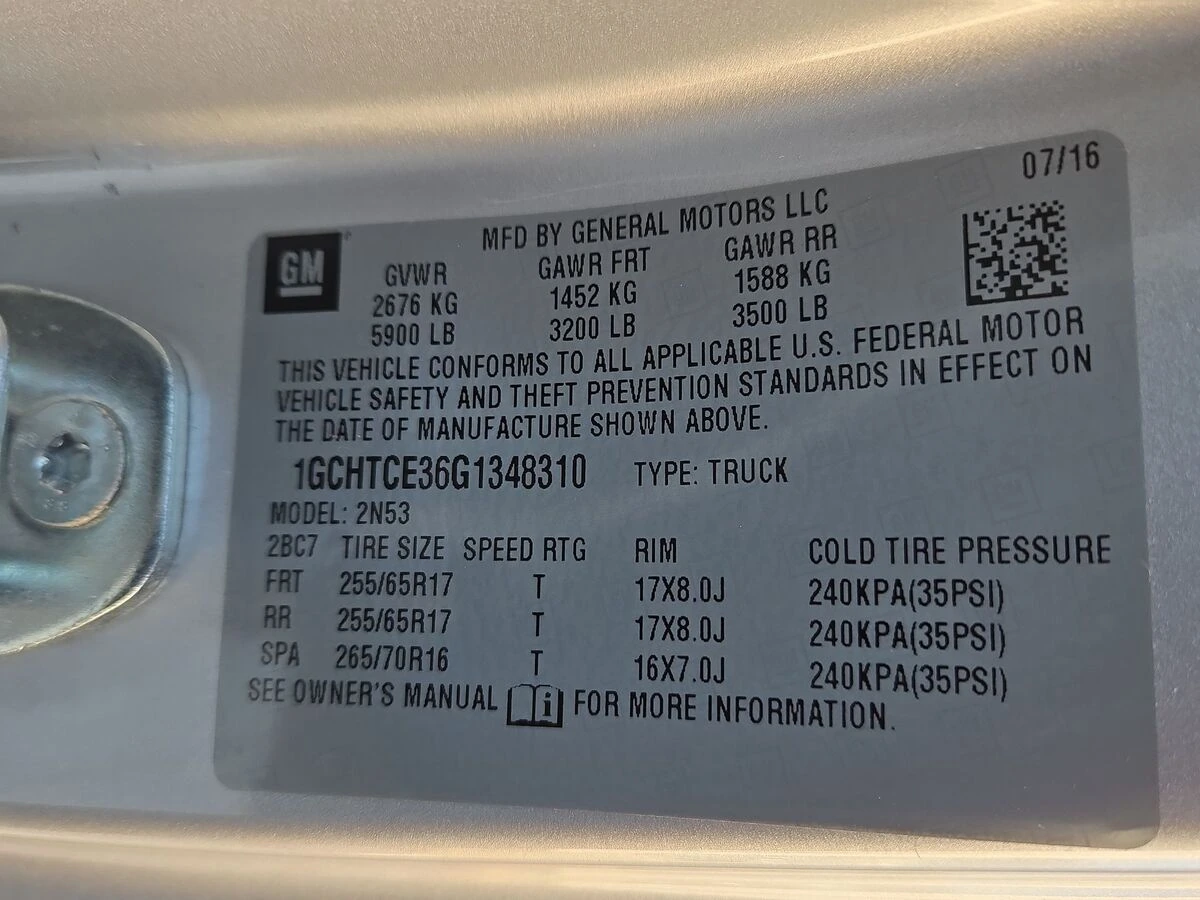 07/16
MFD BY GENERAL MOTORS LLC
GM
GVWR GAWR FRT GAWR RR
2676 KG 1452 KG 1588 KG
5900 LB 3200 LB 3500 LB
THIS VEHICLE CONFORMS TO ALL APPLICABLE U.S. FEDERAL MOTOR
VEHICLE SAFETY AND THEFT PREVENTION STANDARDS IN EFFECT ON
THE DATE OF MANUFACTURE SHOWN ABOVE.
1GCHTCE36G1348310 TYPE: TRUCK
MODEL: 2N53
2BC7 TIRE SIZE SPEED RTG RIM COLD TIRE PRESSURE
FRT 255/65R17 T 17X8.0J 240KPA(35PSI)
RR 255/65R17 T 17X8.0J 240KPA(35PSI)
SPA 265/70R16 T 16X7.0J 240KPA(35PSI)
SEE OWNER'S MANUAL i FOR MORE INFORMATION.